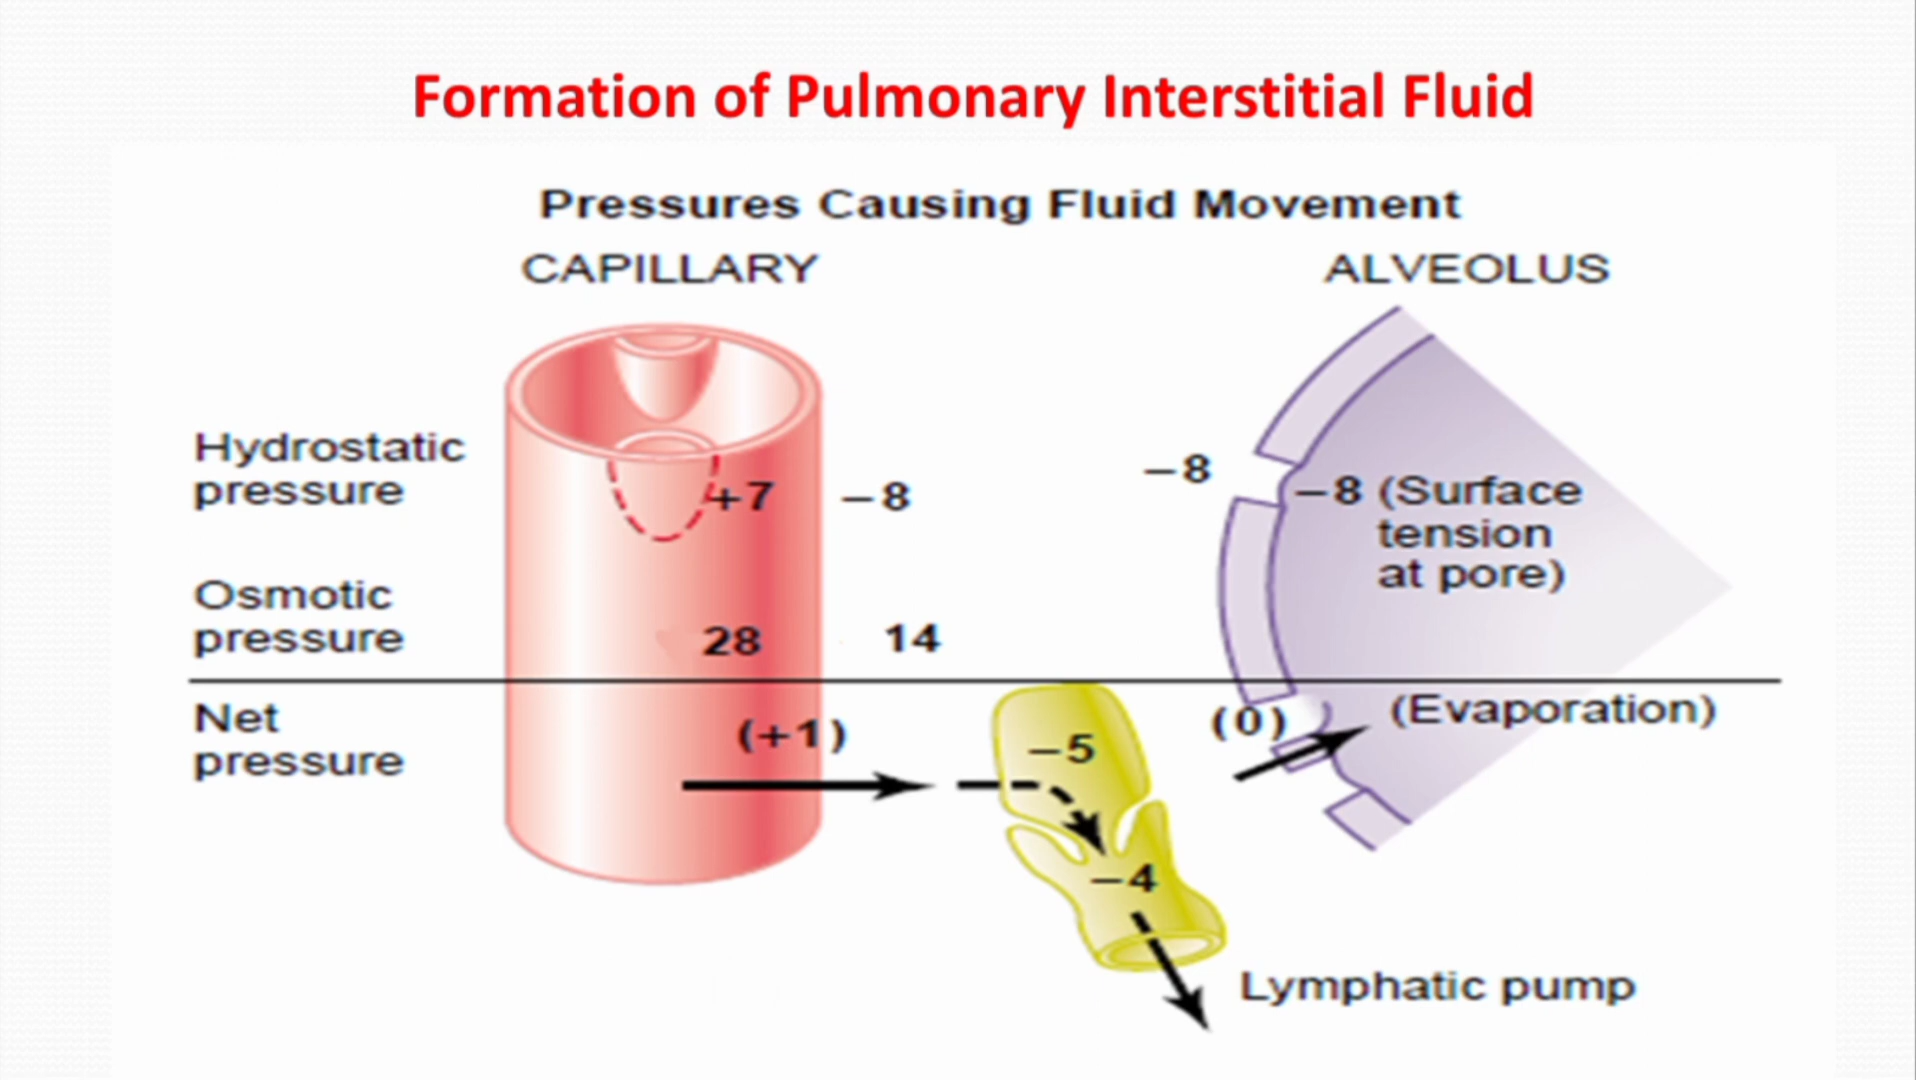 Formation of Pulmonary Interstitial Fluid
Pressures Causing Fluid Movement
CAPILLARY
ALVEOLUS
Hydrostatic
pressure
+7
−8
−8
−8 (Surface
tension
at pore)
Osmotic
pressure
28
14
Net
pressure
(+1)
−5
−4
(0)
(Evaporation)
Lymphatic pump